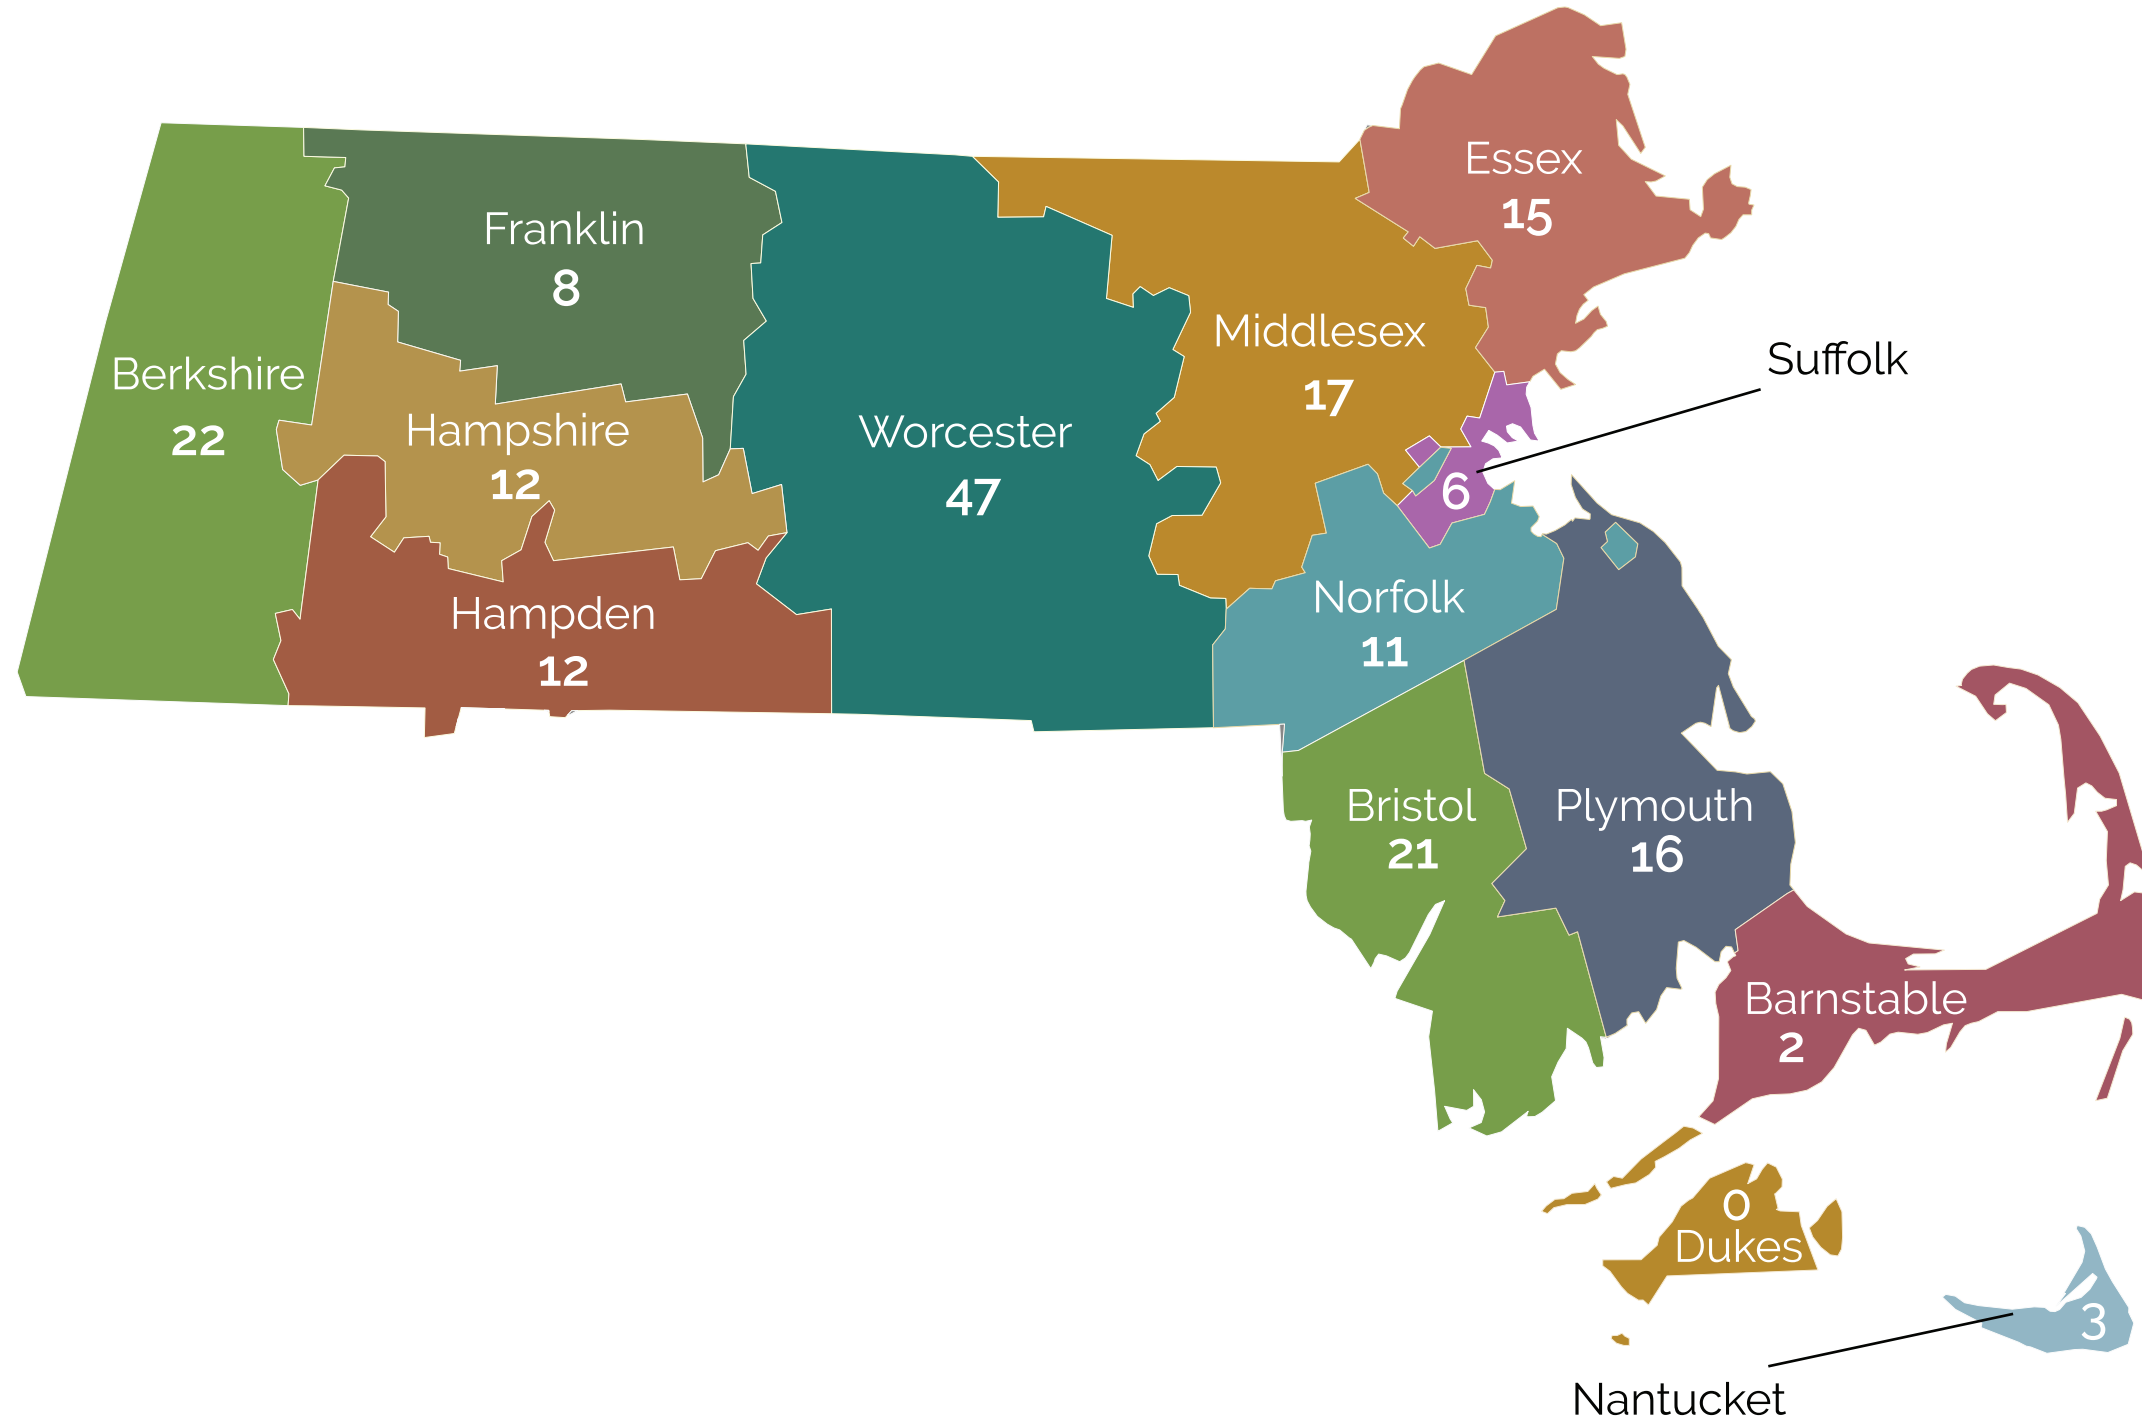 Essex
15
Franklin
8
Middlesex
17
Suffolk
6
Berkshire
22
Hampshire
12
Worcester
47
Hampden
12
Norfolk
11
Bristol
21
Plymouth
16
Barnstable
2
0
Dukes
3
Nantucket